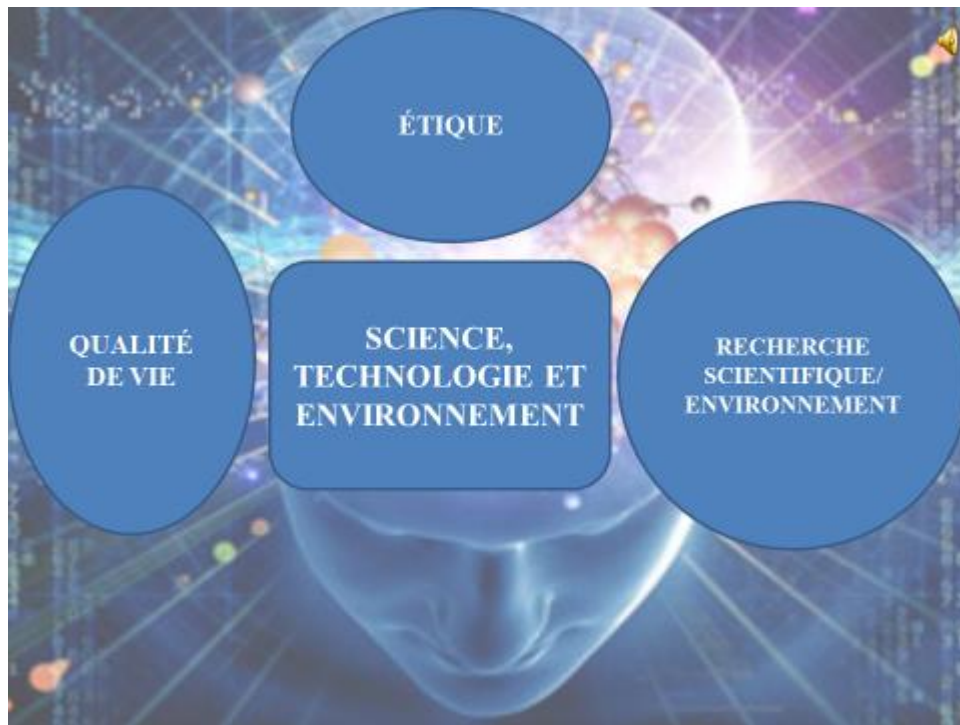 ÉTIQUE
QUALITÉ
DE VIE
SCIENCE,
TECHNOLOGIE ET
ENVIRONNEMENT
RECHERCHE
SCIENTIFIQUE/
ENVIRONNEMENT